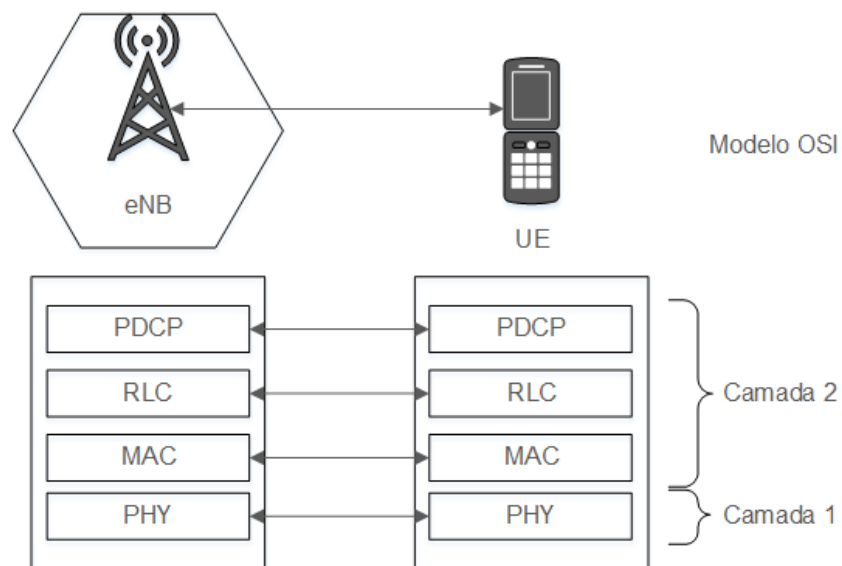 Modelo OSI
eNB
UE
PDCP
PDCP
RLC
RLC
Camada 2
MAC
MAC
PHY
PHY
Camada 1